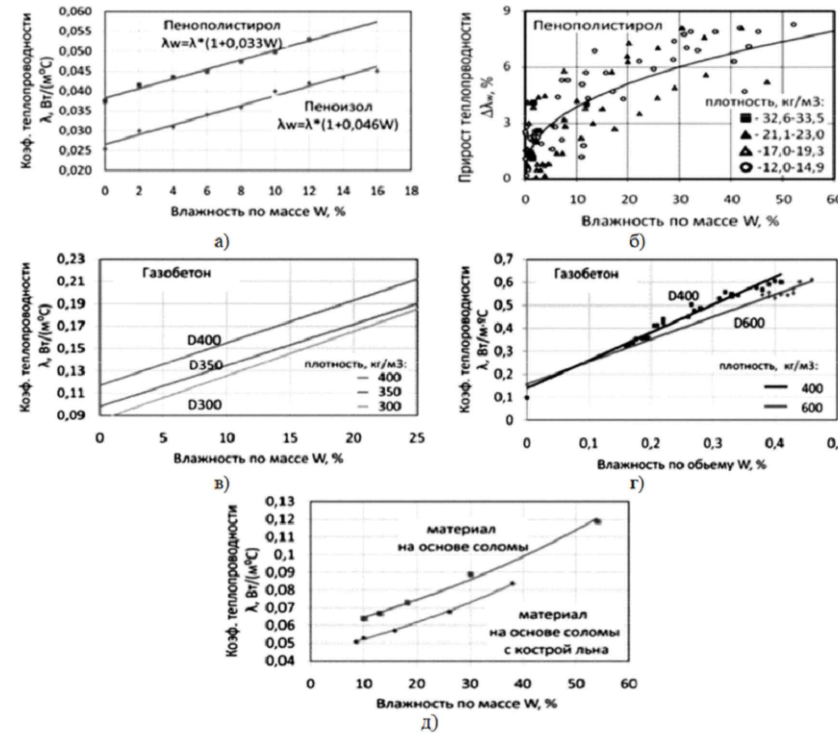 Коэф. теплопроводности
λ, Вт/(м⁰С)
0,060
0,055
0,050
0,045
0,040
0,035
0,030
0,025
0,020
Пенополистирол
λw=λ*(1+0,033W)
Пеноизол
λw=λ*(1+0,046W)
0 2 4 6 8 10 12 14 16 18
Влажность по массе W, %
а)
Прирост теплопрводности
Δλw, %
9
6
3
0
Пенополистирол
плотность, кг/м3:
- 32,6-33,5
- 21,1-23,0
-17,0-19,3
-12,0-14,9
0 10 20 30 40 50 60
Влажность по массе W, %
б)
Коэф. теплопроводности
λ, Вт/(м⁰С)
0,23
0,21
0,19
0,17
0,15
0,13
0,11
0,09
Газобетон
D400
D350
D300
плотность, кг/м3:
400
350
300
0 5 10 15 20 25
Влажность по массе W, %
в)
λ, Вт/м·ºС
0,7
0,6
0,5
0,4
0,3
0,2
0,1
0
Газобетон
D400
D600
плотность, кг/м3:
400
600
0 0,1 0,2 0,3 0,4
Влажность по объему W, %
г)
Коэф. теплопроводности
λ, Вт/(м⁰С)
0,13
0,12
0,11
0,1
0,09
0,08
0,07
0,06
0,05
0,04
материал
на основе соломы
материал
на основе соломы
с кострой льна
0 10 20 30 40 50 60
Влажность по массе W, %
д)